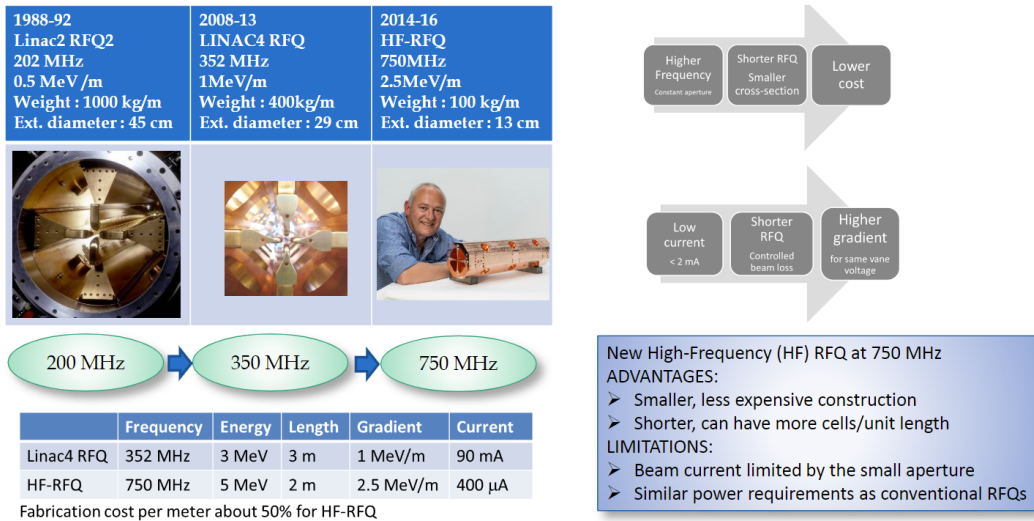 1988-92
Linac2 RFQ2
202 MHz
0.5 MeV /m
Weight : 1000 kg/m
Ext. diameter : 45 cm
2008-13
LINAC4 RFQ
352 MHz
1MeV/m
Weight : 400kg/m
Ext. diameter : 29 cm
2014-16
HF-RFQ
750MHz
2.5MeV/m
Weight : 100 kg/m
Ext. diameter : 13 cm
200 MHz
350 MHz
750 MHz
Frequency Energy Length Gradient Current
Linac4 RFQ 352 MHz 3 MeV 3 m 1 MeV/m 90 mA
HF-RFQ 750 MHz 5 MeV 2 m 2.5 MeV/m 400 μA
Fabrication cost per meter about 50% for HF-RFQ
Higher
Frequency
Constant aperture
Shorter RFQ
Smaller
cross-section
Lower
cost
Low
current
< 2 mA
Shorter
RFQ
Controlled
beam loss
Higher
gradient
for same vane
voltage
New High-Frequency (HF) RFQ at 750 MHz
ADVANTAGES:
➢ Smaller, less expensive construction
➢ Shorter, can have more cells/unit length
LIMITATIONS:
➢ Beam current limited by the small aperture
➢ Similar power requirements as conventional RFQs